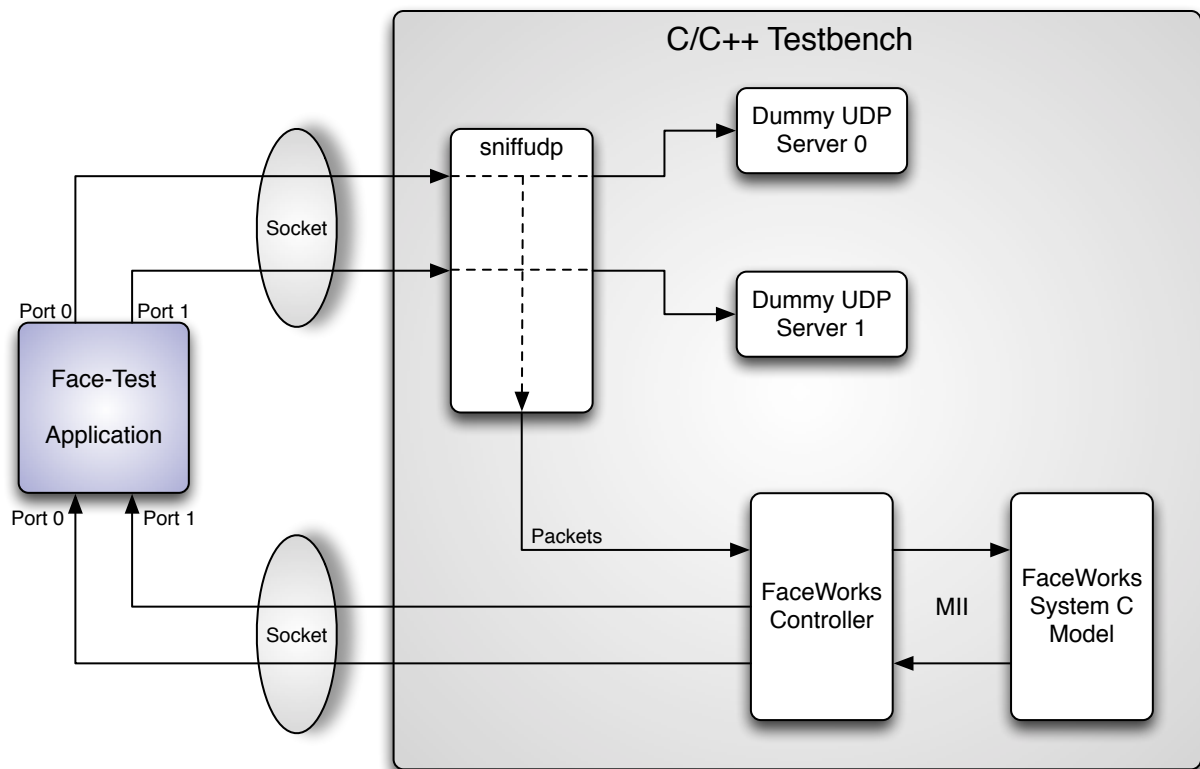 C/C++ Testbench
Dummy UDP
Server 0
sniffudp
Socket
Dummy UDP
Server 1
Port 0
Port 1
Face-Test
Application
Port 0
Port 1
Packets
FaceWorks
Controller
MII
FaceWorks
System C
Model
Socket